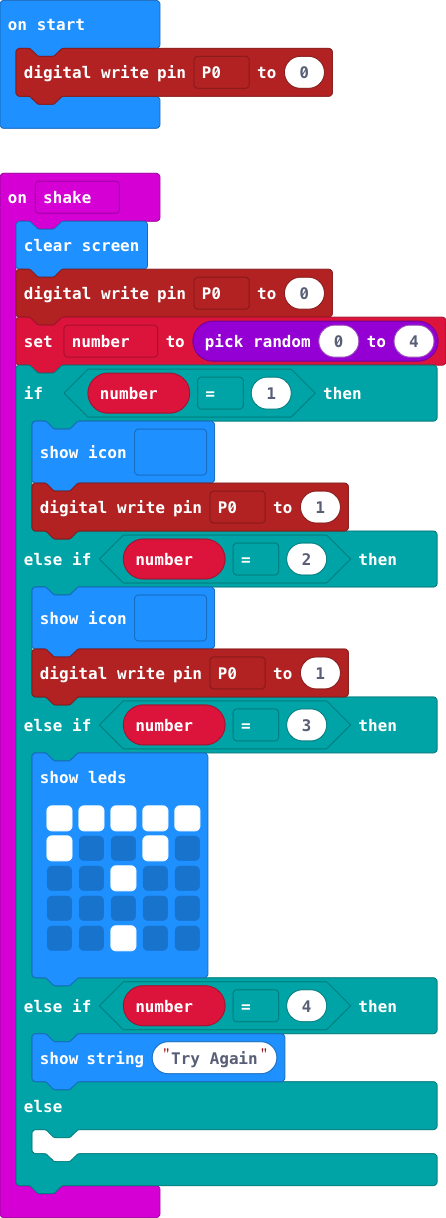 on start
digital write pin P0 to 0
on shake
clear screen
digital write pin P0 to 0
set number to pick random 0 to 4
if number = 1 then
show icon
digital write pin P0 to 1
else if number = 2 then
show icon
digital write pin P0 to 1
else if number = 3 then
show leds
else if number = 4 then
show string "Try Again"
else